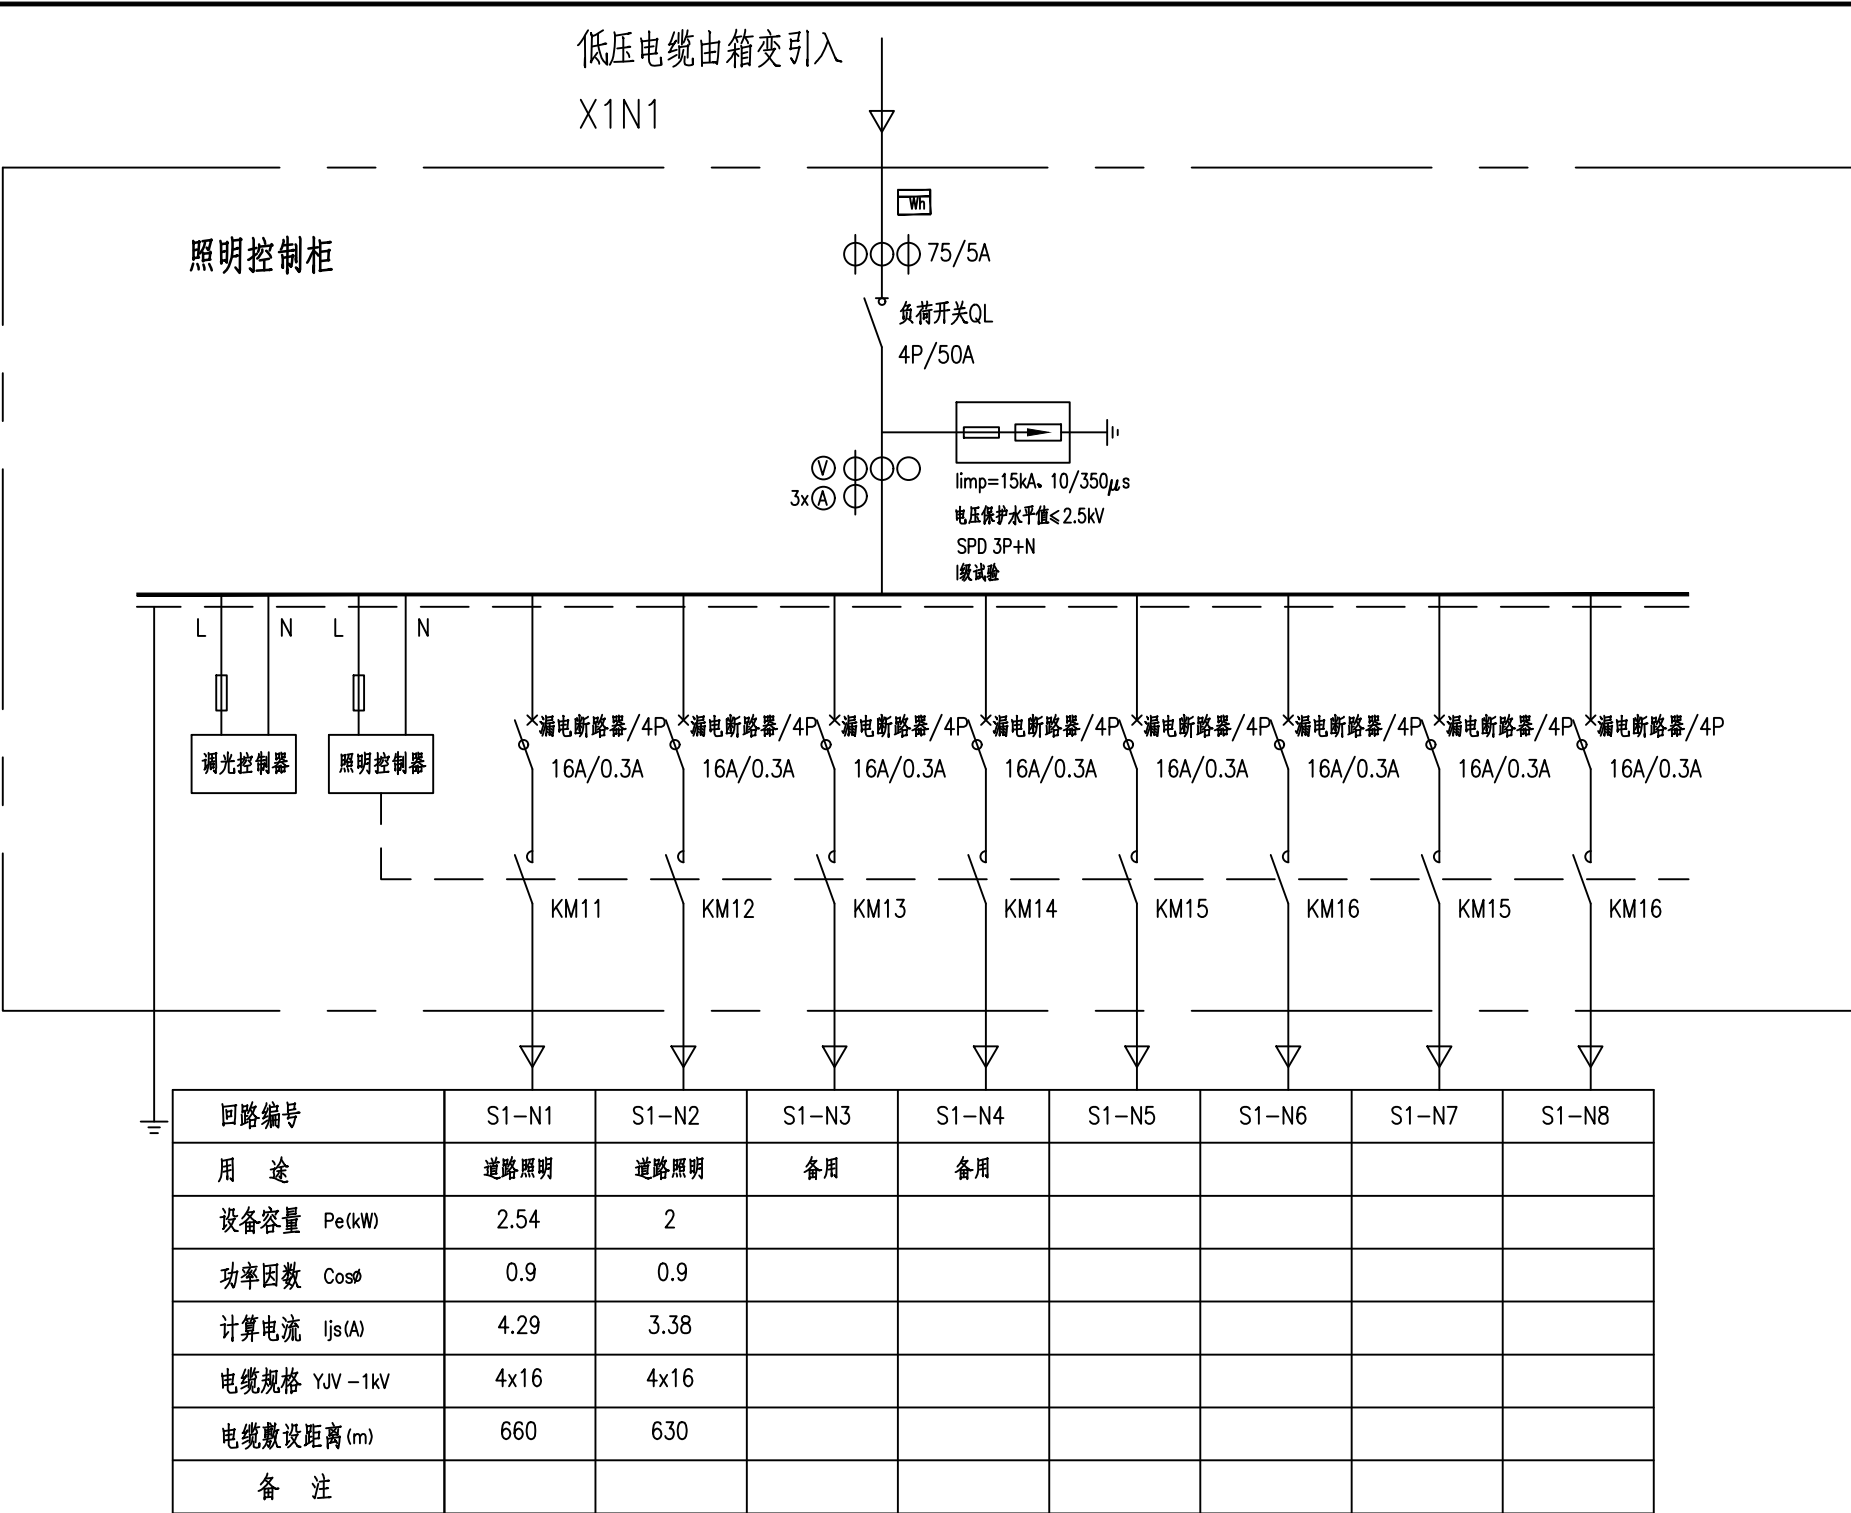 低压电缆由箱变引入
X1N1
Wh
照明控制柜
75/5A
负荷开关QL
4P/50A
V
3x A
Iimp=15kA、10/350μs
电压保护水平值≤2.5kV
SPD 3P+N
I级试验
L N L N
漏电断路器/4P 漏电断路器/4P 漏电断路器/4P 漏电断路器/4P 漏电断路器/4P 漏电断路器/4P 漏电断路器/4P 漏电断路器/4P
调光控制器 照明控制器 16A/0.3A 16A/0.3A 16A/0.3A 16A/0.3A 16A/0.3A 16A/0.3A 16A/0.3A 16A/0.3A
KM11 KM12 KM13 KM14 KM15 KM16 KM15 KM16
回路编号 S1-N1 S1-N2 S1-N3 S1-N4 S1-N5 S1-N6 S1-N7 S1-N8
用 途 道路照明 道路照明 备用 备用
设备容量 Pe(kW) 2.54 2
功率因数 Cosø 0.9 0.9
计算电流 Ijs(A) 4.29 3.38
电缆规格 YJV-1kV 4x16 4x16
电缆敷设距离(m) 660 630
备 注